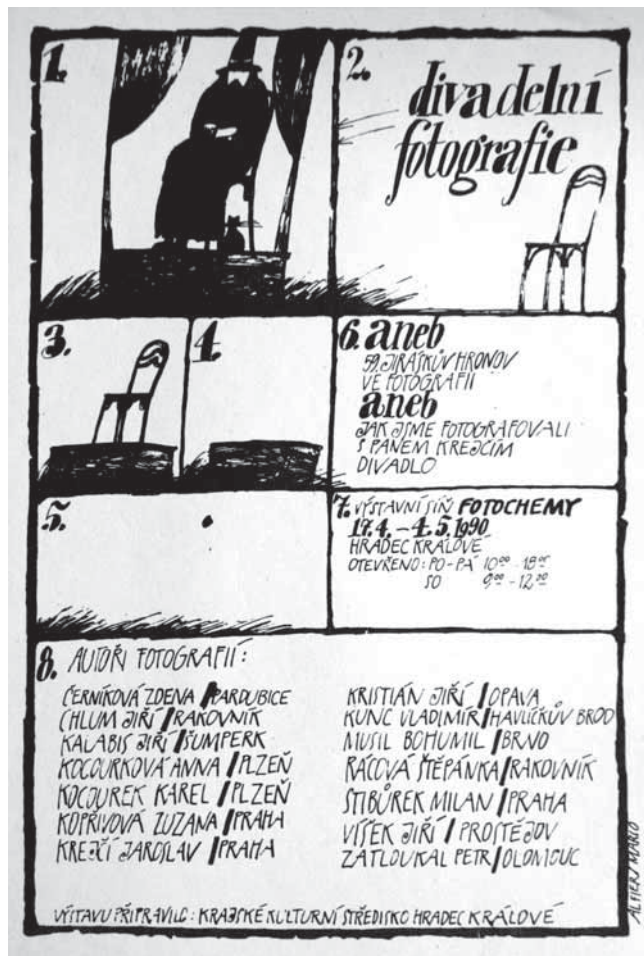 1.
2. divadelní
fotografie
3.
4.
6. aneb
59. JIRÁSKŮV HRONOV
VE FOTOGRAFII
aneb
JAK JSME FOTOGRAFOVALI
S PANEM KREJČÍM
DIVADLO
5.
7. VÝSTAVNÍ SÍŇ FOTOCHEMY
17.4. – 4.5.1990
HRADEC KRÁLOVÉ
OTEVŘENO: PO - PÁ 10⁰⁰ - 18⁰⁰
SO 9⁰⁰ - 12⁰⁰
8. AUTOŘI FOTOGRAFIÍ:
ČERNÍKOVÁ ZDENA / PARDUBICE
CHLUM JIŘÍ / RAKOVNÍK
KALABIS JIŘÍ / ŠUMPERK
KOCOURKOVÁ ANNA / PLZEŇ
KOCOUREK KAREL / PLZEŇ
KOPŘIVOVÁ ZUZANA / PRAHA
KREJČÍ JAROSLAV / PRAHA
KRISTIÁN JIŘÍ / OPAVA
KUNC VLADIMÍR / HAVLÍČKŮV BROD
MUSIL BOHUMIL / BRNO
RÁCOVÁ ŠTĚPÁNKA / RAKOVNÍK
STIBŮREK MILAN / PRAHA
VÍŠEK JIŘÍ / PROSTĚJOV
ZATLOUKAL PETR / OLOMOUC
VÝSTAVU PŘIPRAVILO: KRAJSKÉ KULTURNÍ STŘEDISKO HRADEC KRÁLOVÉ